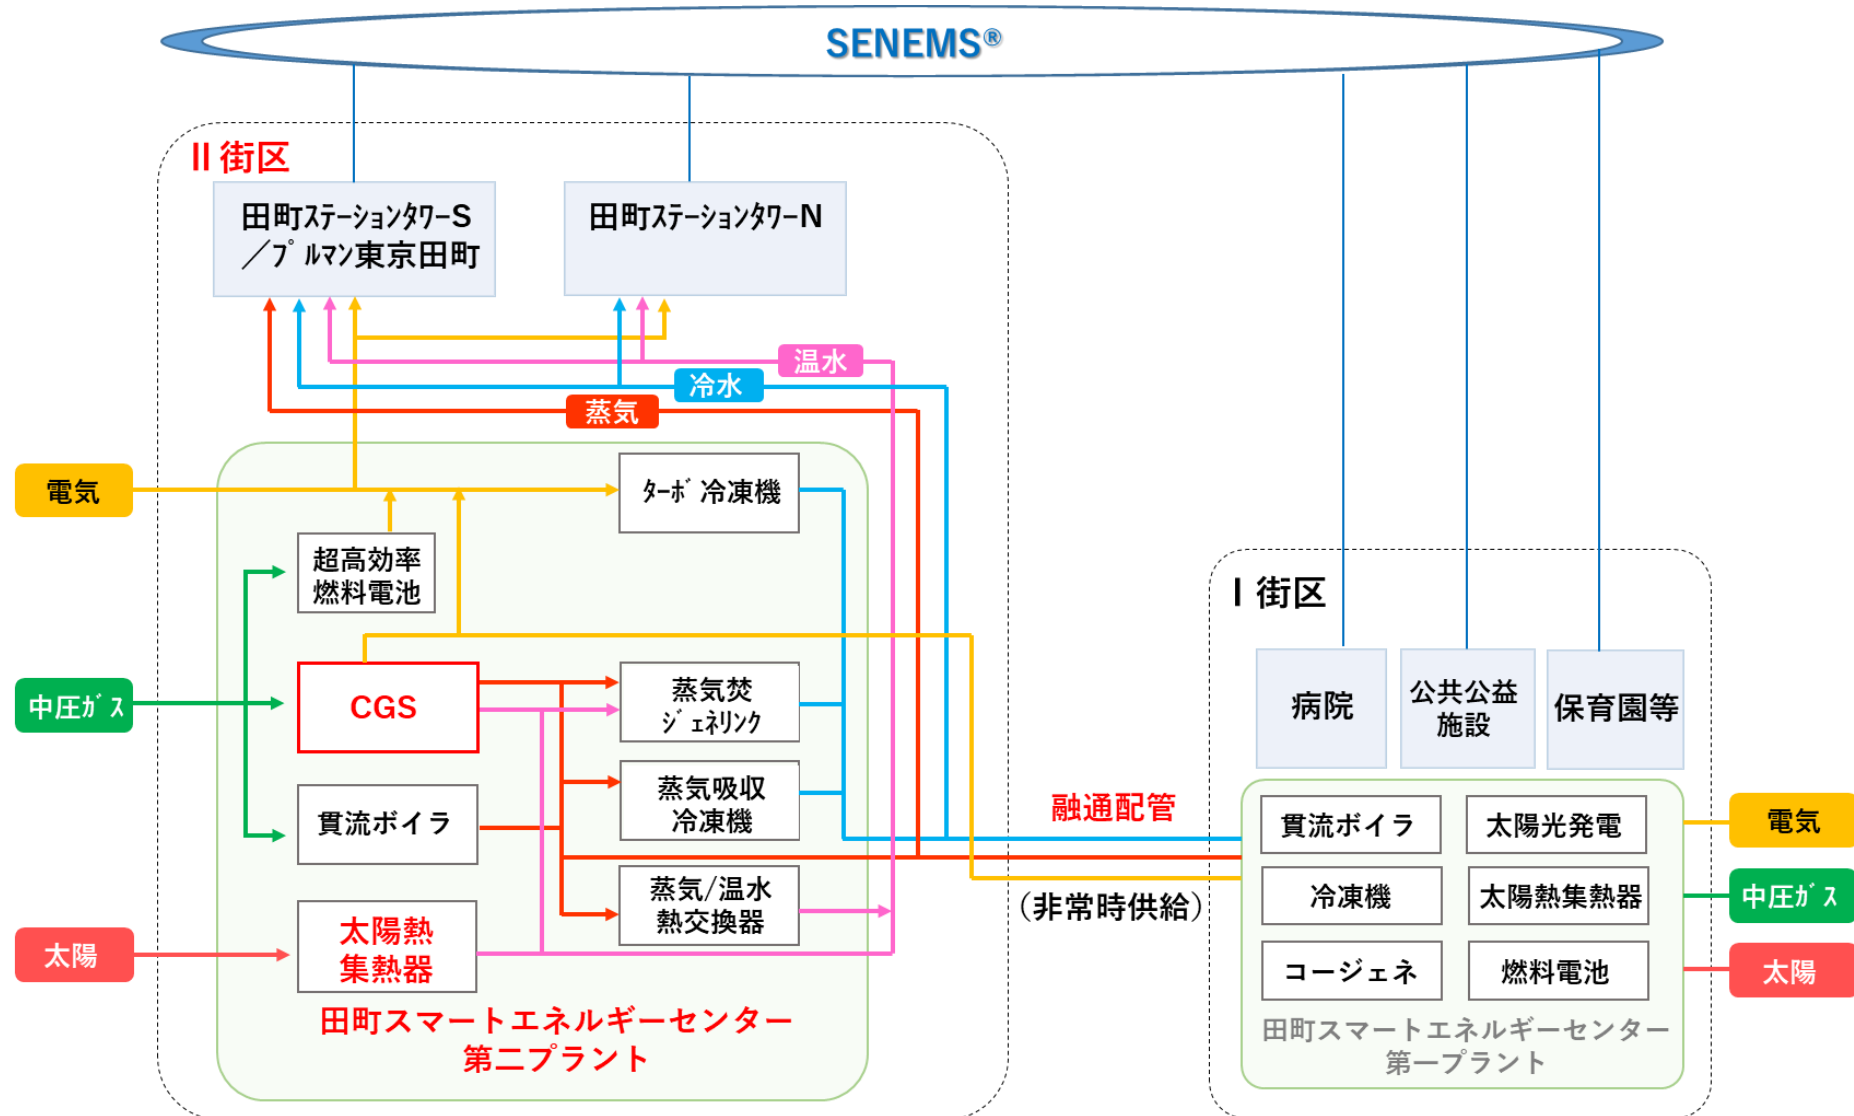 SENEMS®
Ⅱ街区
田町ｽﾃｰｼｮﾝﾀﾜｰS
／ﾌﾟﾙﾏﾝ東京田町
田町ｽﾃｰｼｮﾝﾀﾜｰN
温水
冷水
蒸気
電気
ﾀｰﾎﾞ冷凍機
超高効率
燃料電池
中圧ｶﾞｽ
CGS
蒸気焚
ｼﾞｪﾈﾘﾝｸ
貫流ボイラ
蒸気吸収
冷凍機
蒸気/温水
熱交換器
太陽
太陽熱
集熱器
田町スマートエネルギーセンター
第二プラント
融通配管
（非常時供給）
Ⅰ街区
病院
公共公益
施設
保育園等
貫流ボイラ
太陽光発電
冷凍機
太陽熱集熱器
コージェネ
燃料電池
田町スマートエネルギーセンター
第一プラント
電気
中圧ｶﾞｽ
太陽